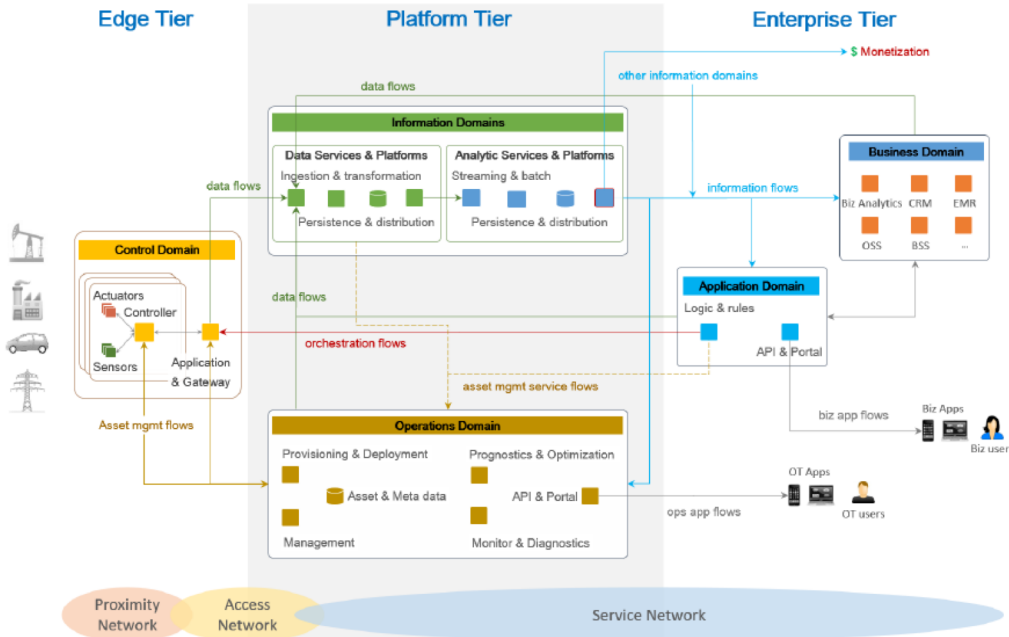 Edge Tier
Platform Tier
Enterprise Tier
$ Monetization
other information domains
data flows
Information Domains
Data Services & Platforms
Analytic Services & Platforms
Ingestion & transformation
Streaming & batch
Persistence & distribution
Persistence & distribution
data flows
information flows
Business Domain
Biz Analytics
CRM
EMR
OSS
BSS
...
Control Domain
Actuators
Controller
Sensors
Application
& Gateway
data flows
orchestration flows
Application Domain
Logic & rules
API & Portal
asset mgmt service flows
Asset mgmt flows
Operations Domain
Provisioning & Deployment
Prognostics & Optimization
Asset & Meta data
API & Portal
Management
Monitor & Diagnostics
biz app flows
Biz Apps
Biz user
OT Apps
ops app flows
OT users
Proximity
Network
Access
Network
Service Network